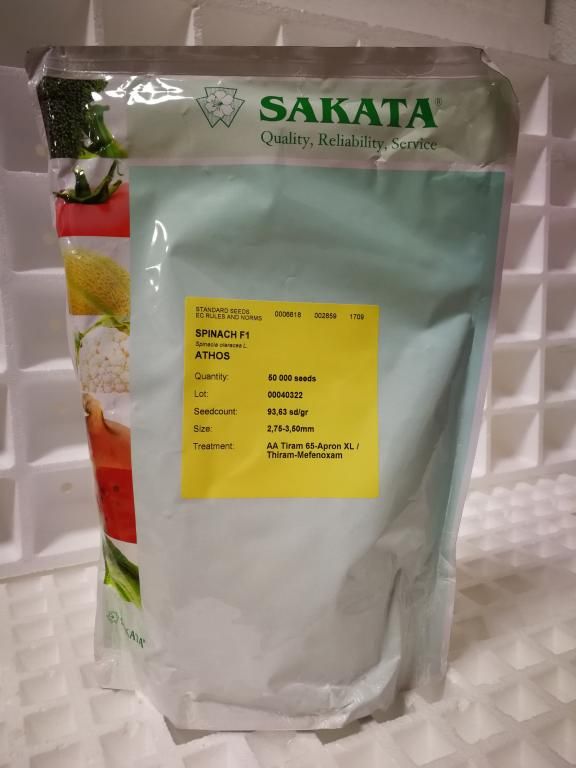 SAKATA®
Quality, Reliability, Service
STANDARD SEEDS
EC RULES AND NORMS
0006818 002859 1709
SPINACH F1
Spinacia oleracea L.
ATHOS
Quantity: 50 000 seeds
Lot: 00040322
Seedcount: 93,63 sd/gr
Size: 2,75-3,50mm
Treatment: AA Tiram 65-Apron XL /
Thiram-Mefenoxam
SAKATA®